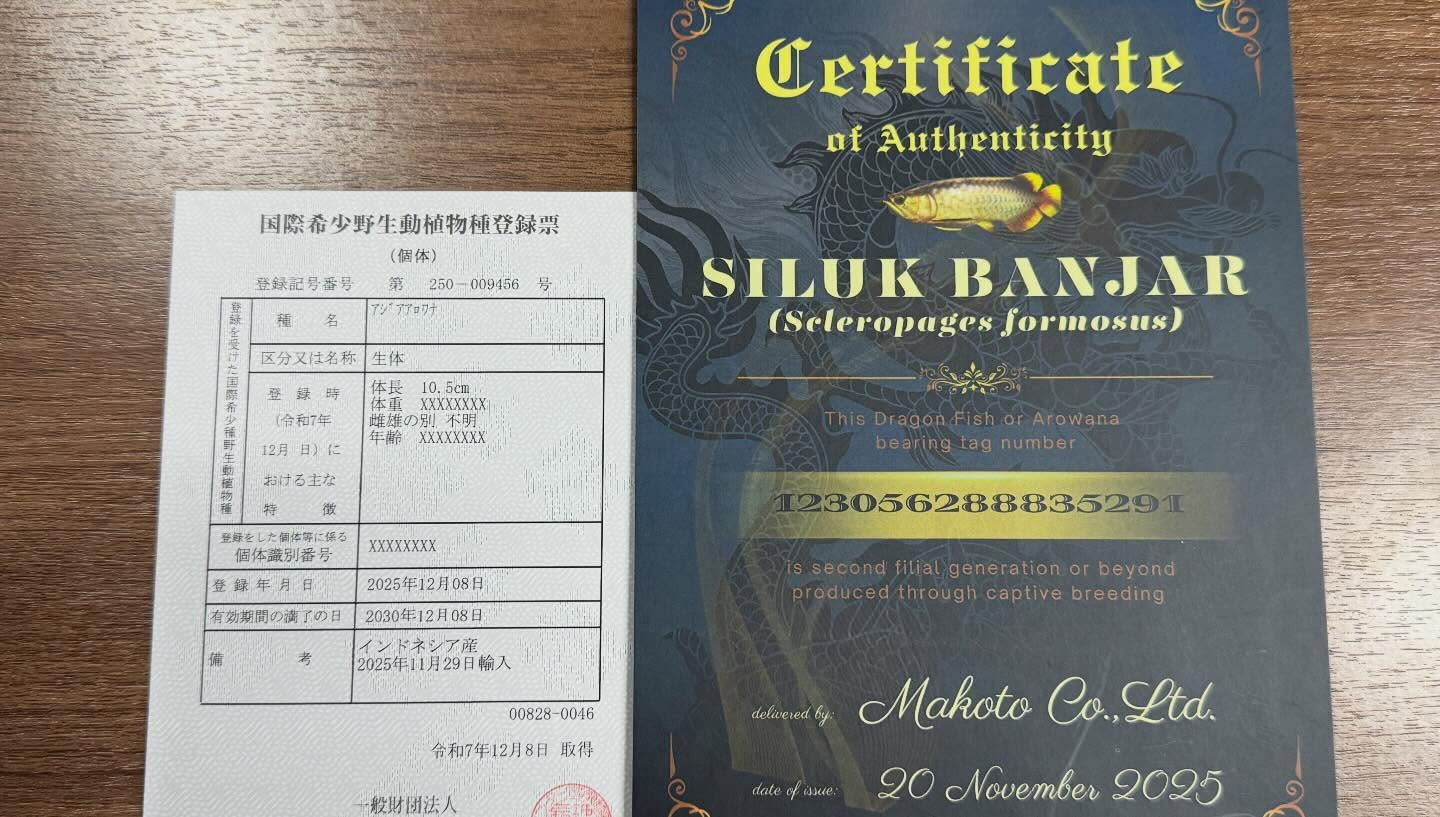 国際希少野生動植物種登録票
（個体）
登録記号番号 第 250-009456 号
登録を受けた国際希少種野生動植物種
種 名 アジアアロワナ
区分又は名称 生体
登 録 時
（令和7年
12月 日）に
おける主な
特 徴
体長 10.5cm
体重 XXXXXXXX
雌雄の別 不明
年齢 XXXXXXXX
登録をした個体等に係る
個体識別番号 XXXXXXXX
登 録 年 月 日 2025年12月08日
有効期間の満了の日 2030年12月08日
備 考
インドネシア産
2025年11月29日輸入
00828-0046
令和7年12月8日 取得
一般財団法人
Certificate
of Authenticity
SILUK BANJAR
(Scleropages formosus)
This Dragon Fish or Arowana
bearing tag number
123056288835291
is second filial generation or beyond
produced through captive breeding
delivered by: Makoto Co.,Ltd.
date of issue: 20 November 2025